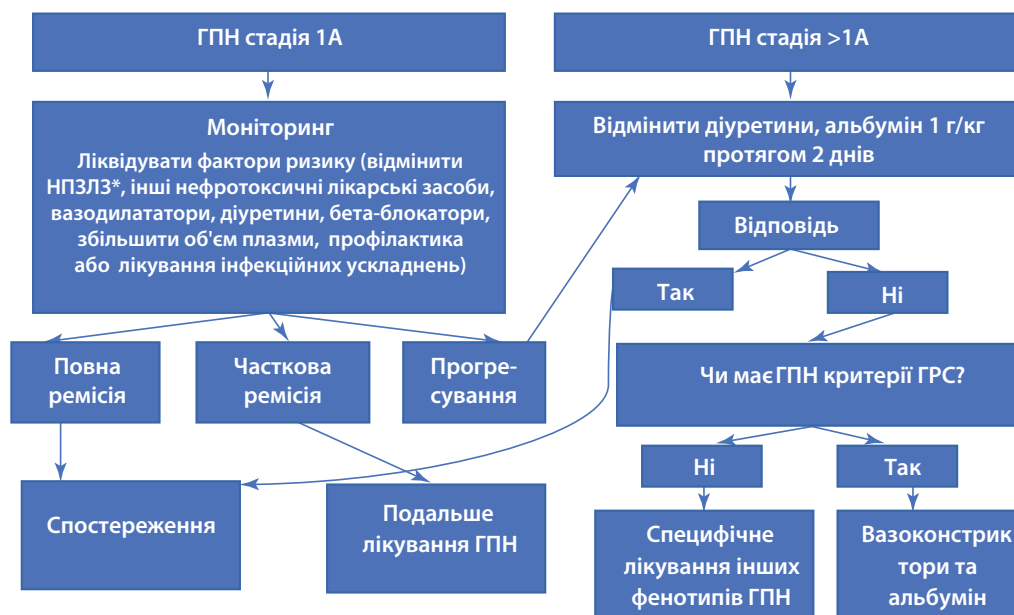 ГПН стадія 1А
Моніторинг
Ліквідувати фактори ризику (відмінити
НПЗЛЗ*, інші нефротоксичні лікарські засоби,
вазодилататори, діуретини, бета-блокатори,
збільшити об'єм плазми, профілактика
або лікування інфекційних ускладнень)
Повна
ремісія
Часткова
ремісія
Прогре-
сування
Спостереження
Подальше
лікування ГПН
ГПН стадія >1А
Відмінити діуретини, альбумін 1 г/кг
протягом 2 днів
Відповідь
Так
Ні
Чи має ГПН критерії ГРС?
Ні
Так
Специфічне
лікування інших
фенотипів ГПН
Вазоконстрик
тори та
альбумін